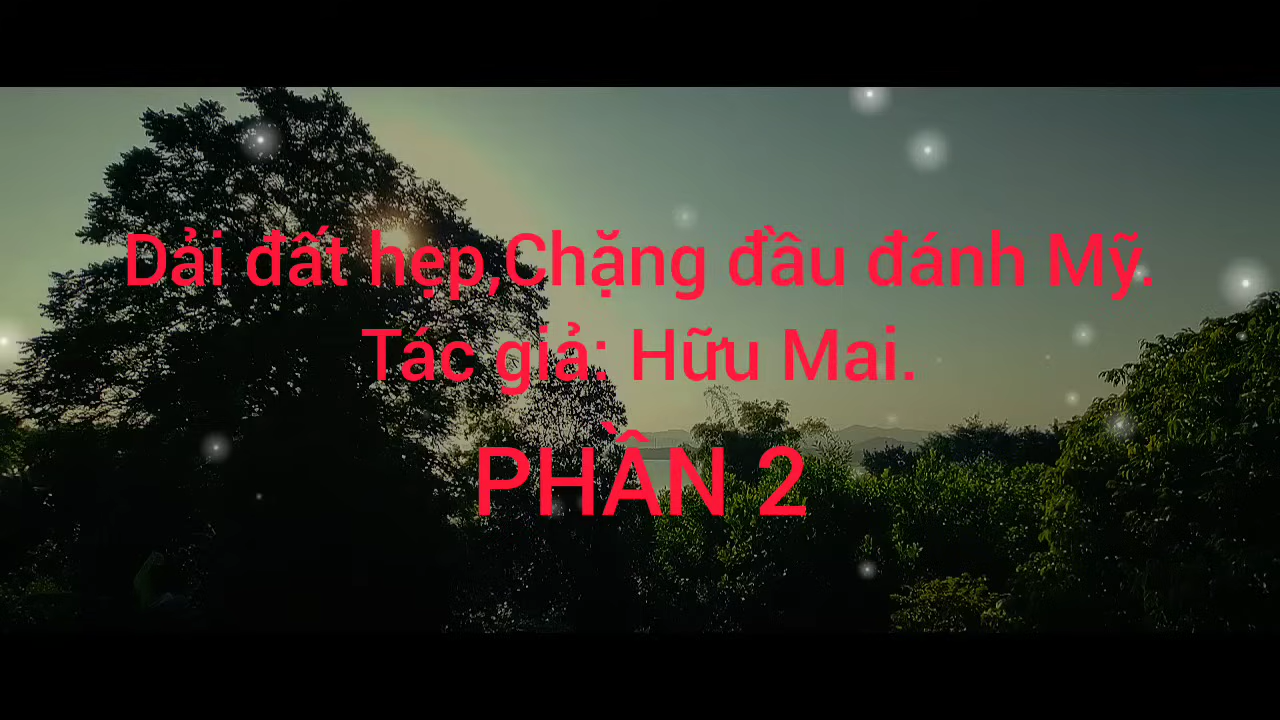 Dải đất hẹp,Chặng đầu đánh Mỹ.
Tác giả: Hữu Mai.
PHẦN 2